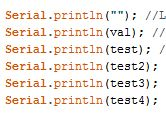 Serial.println(""); //L
Serial.println(val); //
Serial.println(test); /
Serial.println(test2);
Serial.println(test3);
Serial.println(test4);